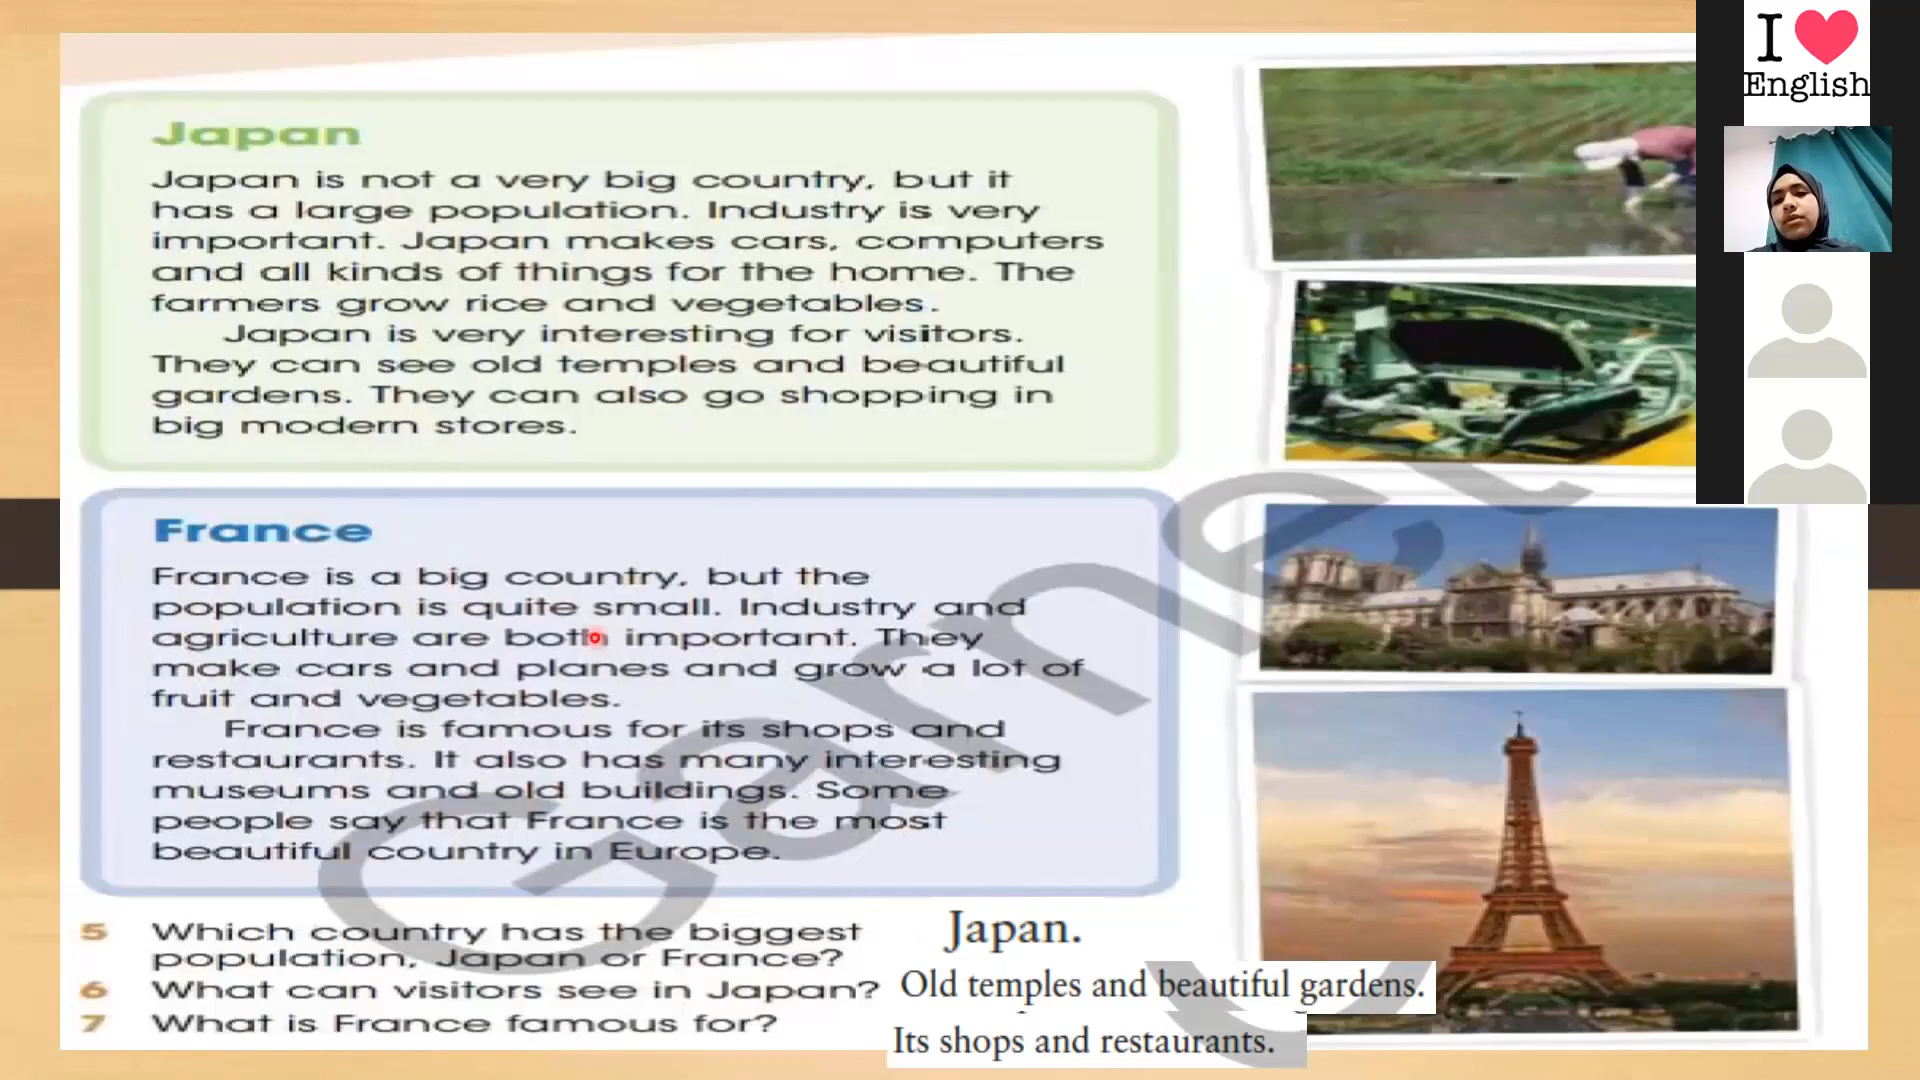 I ❤
English
Japan
Japan is not a very big country, but it
has a large population. Industry is very
important. Japan makes cars, computers
and all kinds of things for the home. The
farmers grow rice and vegetables.
Japan is very interesting for visitors.
They can see old temples and beautiful
gardens. They can also go shopping in
big modern stores.
France
France is a big country, but the
population is quite small. Industry and
agriculture are both important. They
make cars and planes and grow a lot of
fruit and vegetables.
France is famous for its shops and
restaurants. It also has many interesting
museums and old buildings. Some
people say that France is the most
beautiful country in Europe.
5 Which country has the biggest
population, Japan or France?
Japan.
6 What can visitors see in Japan?
Old temples and beautiful gardens.
7 What is France famous for?
Its shops and restaurants.
Garnet